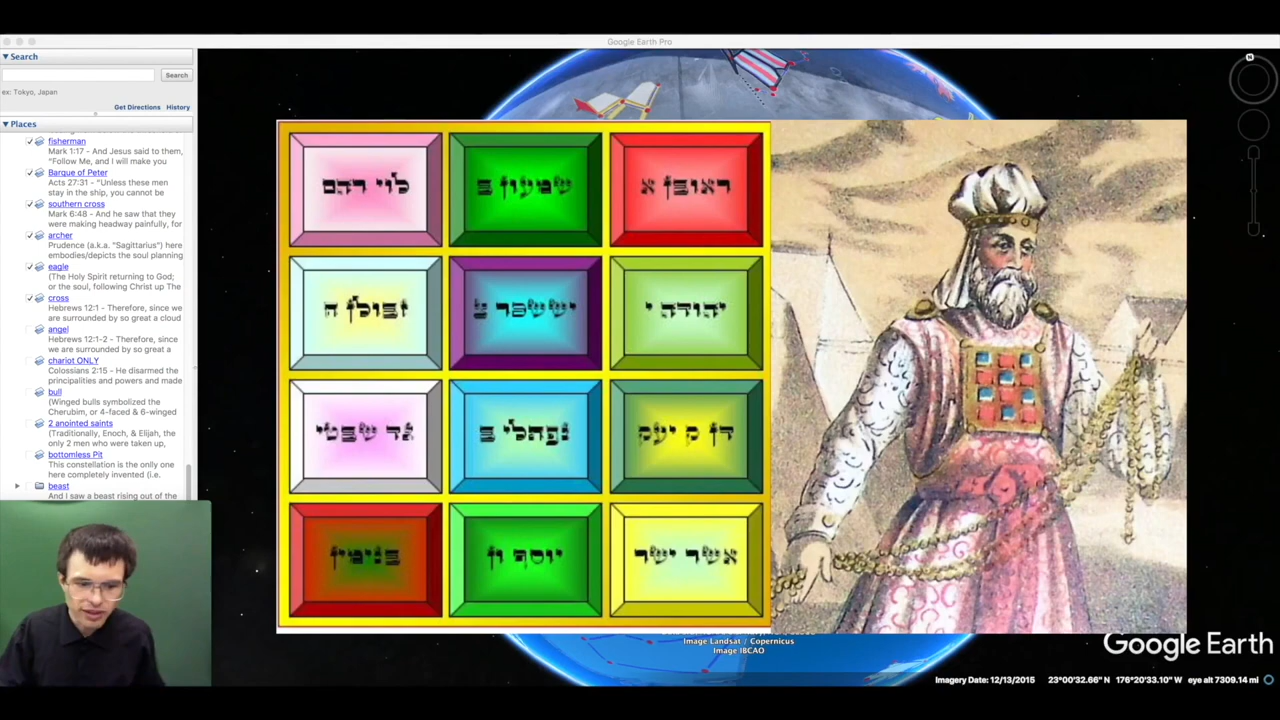 Google Earth Pro
Search
Search
ex: Tokyo, Japan
Get Directions History
Places
fisherman
Mark 1:17 - And Jesus said to them,
“Follow Me, and I will make you
Barque of Peter
Acts 27:31 - “Unless these men
stay in the ship, you cannot be
southern cross
Mark 6:48 - And he saw that they
were making headway painfully, for
archer
Prudence (a.k.a. “Sagittarius”) here
embodies/depicts the soul planning
eagle
(The Holy Spirit returning to God;
or the soul, following Christ up The
cross
Hebrews 12:1 - Therefore, since we
are surrounded by so great a cloud
angel
Hebrews 12:1-2 - Therefore, since
we are surrounded by so great a
chariot ONLY
Colossians 2:15 - He disarmed the
principalities and powers and made
bull
(Winged bulls symbolized the
Cherubim, or 4-faced & 6-winged
2 anointed saints
(Traditionally, Enoch, & Elijah, the
only 2 men who were taken up,
bottomless Pit
This constellation is the onlly one
here completely invented (i.e.
beast
And I saw a beast rising out of the
N
ראובן א
שמעון ב
לוי רהם
יהודה י
יששכר צ
זבולן ה
דן ק יעק
נפתלי ב
גד שבטי
אשר ישר
יוסף ון
בנימין
Image Landsat / Copernicus
Image IBCAO
Google Earth
Imagery Date: 12/13/2015 23°00'32.66" N 176°20'33.10" W eye alt 7309.14 mi